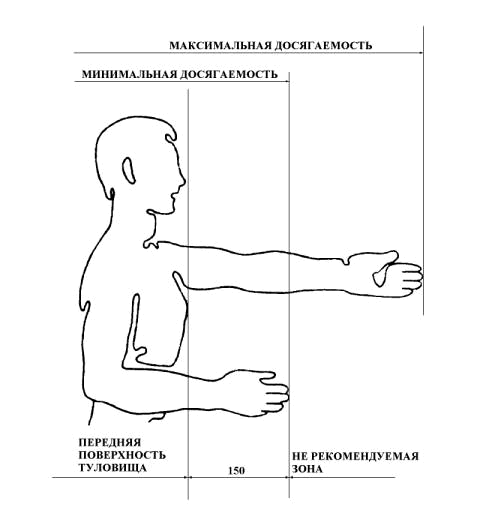 МАКСИМАЛЬНАЯ ДОСЯГАЕМОСТЬ
МИНИМАЛЬНАЯ ДОСЯГАЕМОСТЬ
ПЕРЕДНЯЯ
ПОВЕРХНОСТЬ
ТУЛОВИЩА
150
НЕ РЕКОМЕНДУЕМАЯ
ЗОНА